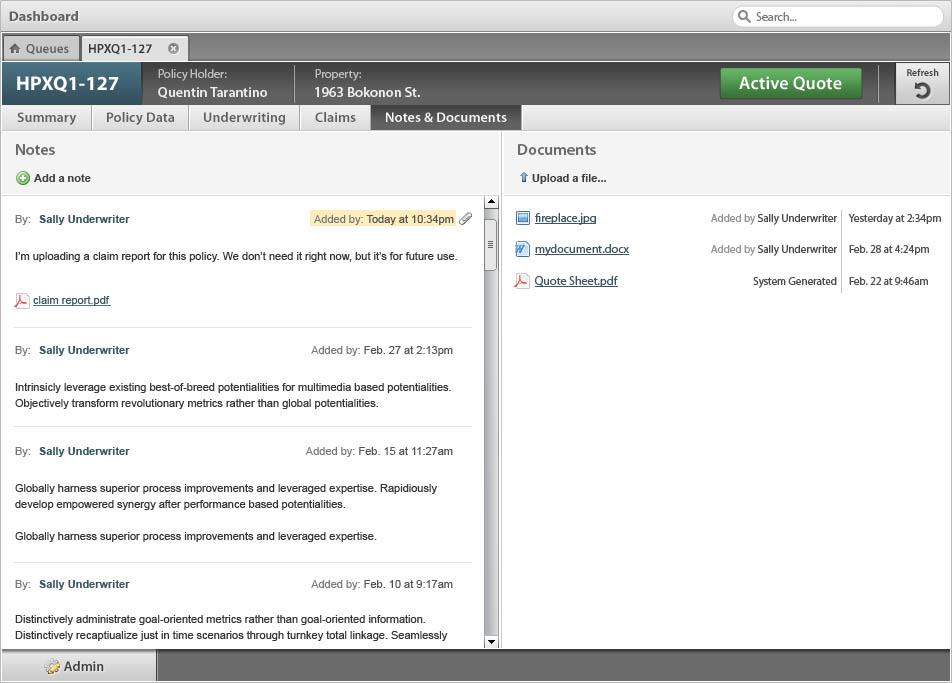 Dashboard
Search...
Queues
HPXQ1-127
HPXQ1-127
Policy Holder:
Quentin Tarantino
Property:
1963 Bokonon St.
Active Quote
Refresh
Summary
Policy Data
Underwriting
Claims
Notes & Documents
Notes
Add a note
By: Sally Underwriter Added by: Today at 10:34pm
I'm uploading a claim report for this policy. We don't need it right now, but it's for future use.
claim report.pdf
By: Sally Underwriter Added by: Feb. 27 at 2:13pm
Intrinsicly leverage existing best-of-breed potentialities for multimedia based potentialities.
Objectively transform revolutionary metrics rather than global potentialities.
By: Sally Underwriter Added by: Feb. 15 at 11:27am
Globally harness superior process improvements and leveraged expertise. Rapidiously
develop empowered synergy after performance based potentialities.
Globally harness superior process improvements and leveraged expertise.
By: Sally Underwriter Added by: Feb. 10 at 9:17am
Distinctively administrate goal-oriented metrics rather than goal-oriented information.
Distinctively recaptiualize just in time scenarios through turnkey total linkage. Seamlessly
Documents
Upload a file...
fireplace.jpg Added by Sally Underwriter Yesterday at 2:34pm
mydocument.docx Added by Sally Underwriter Feb. 28 at 4:24pm
Quote Sheet.pdf System Generated Feb. 22 at 9:46am
Admin